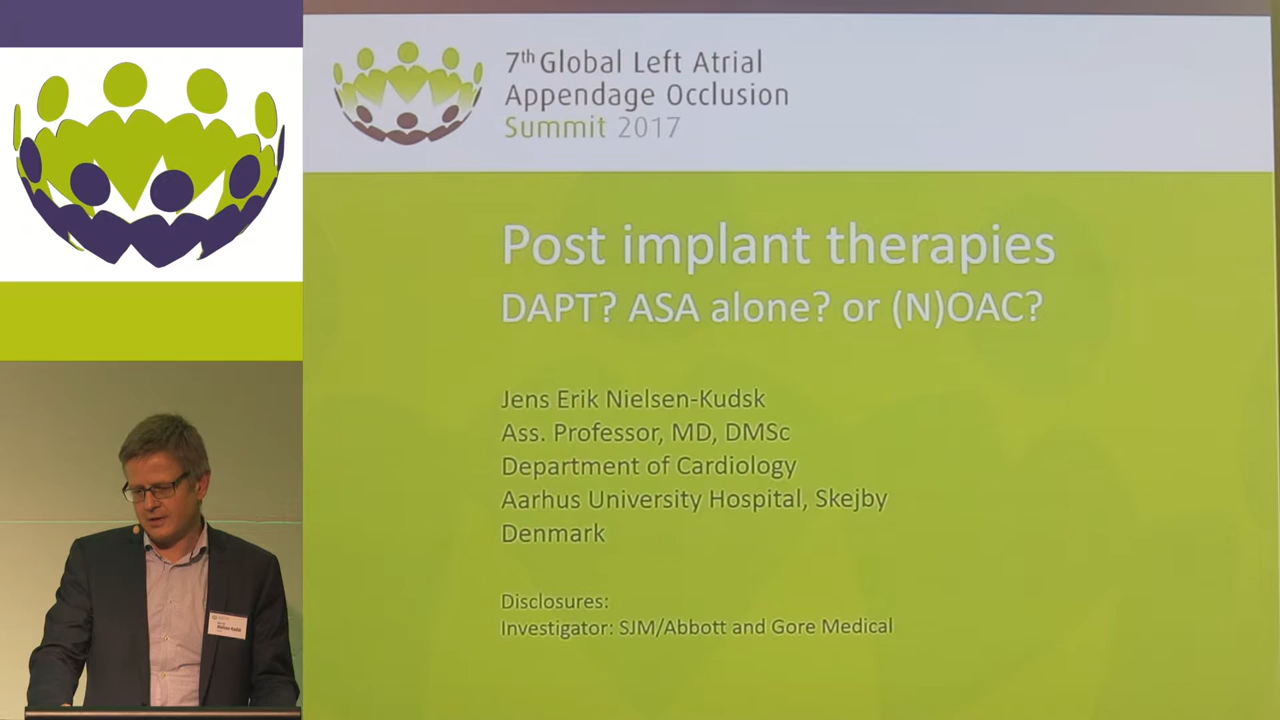 7th Global Left Atrial
Appendage Occlusion
Summit 2017
Post implant therapies
DAPT? ASA alone? or (N)OAC?
Jens Erik Nielsen-Kudsk
Ass. Professor, MD, DMSc
Department of Cardiology
Aarhus University Hospital, Skejby
Denmark
Disclosures:
Investigator: SJM/Abbott and Gore Medical